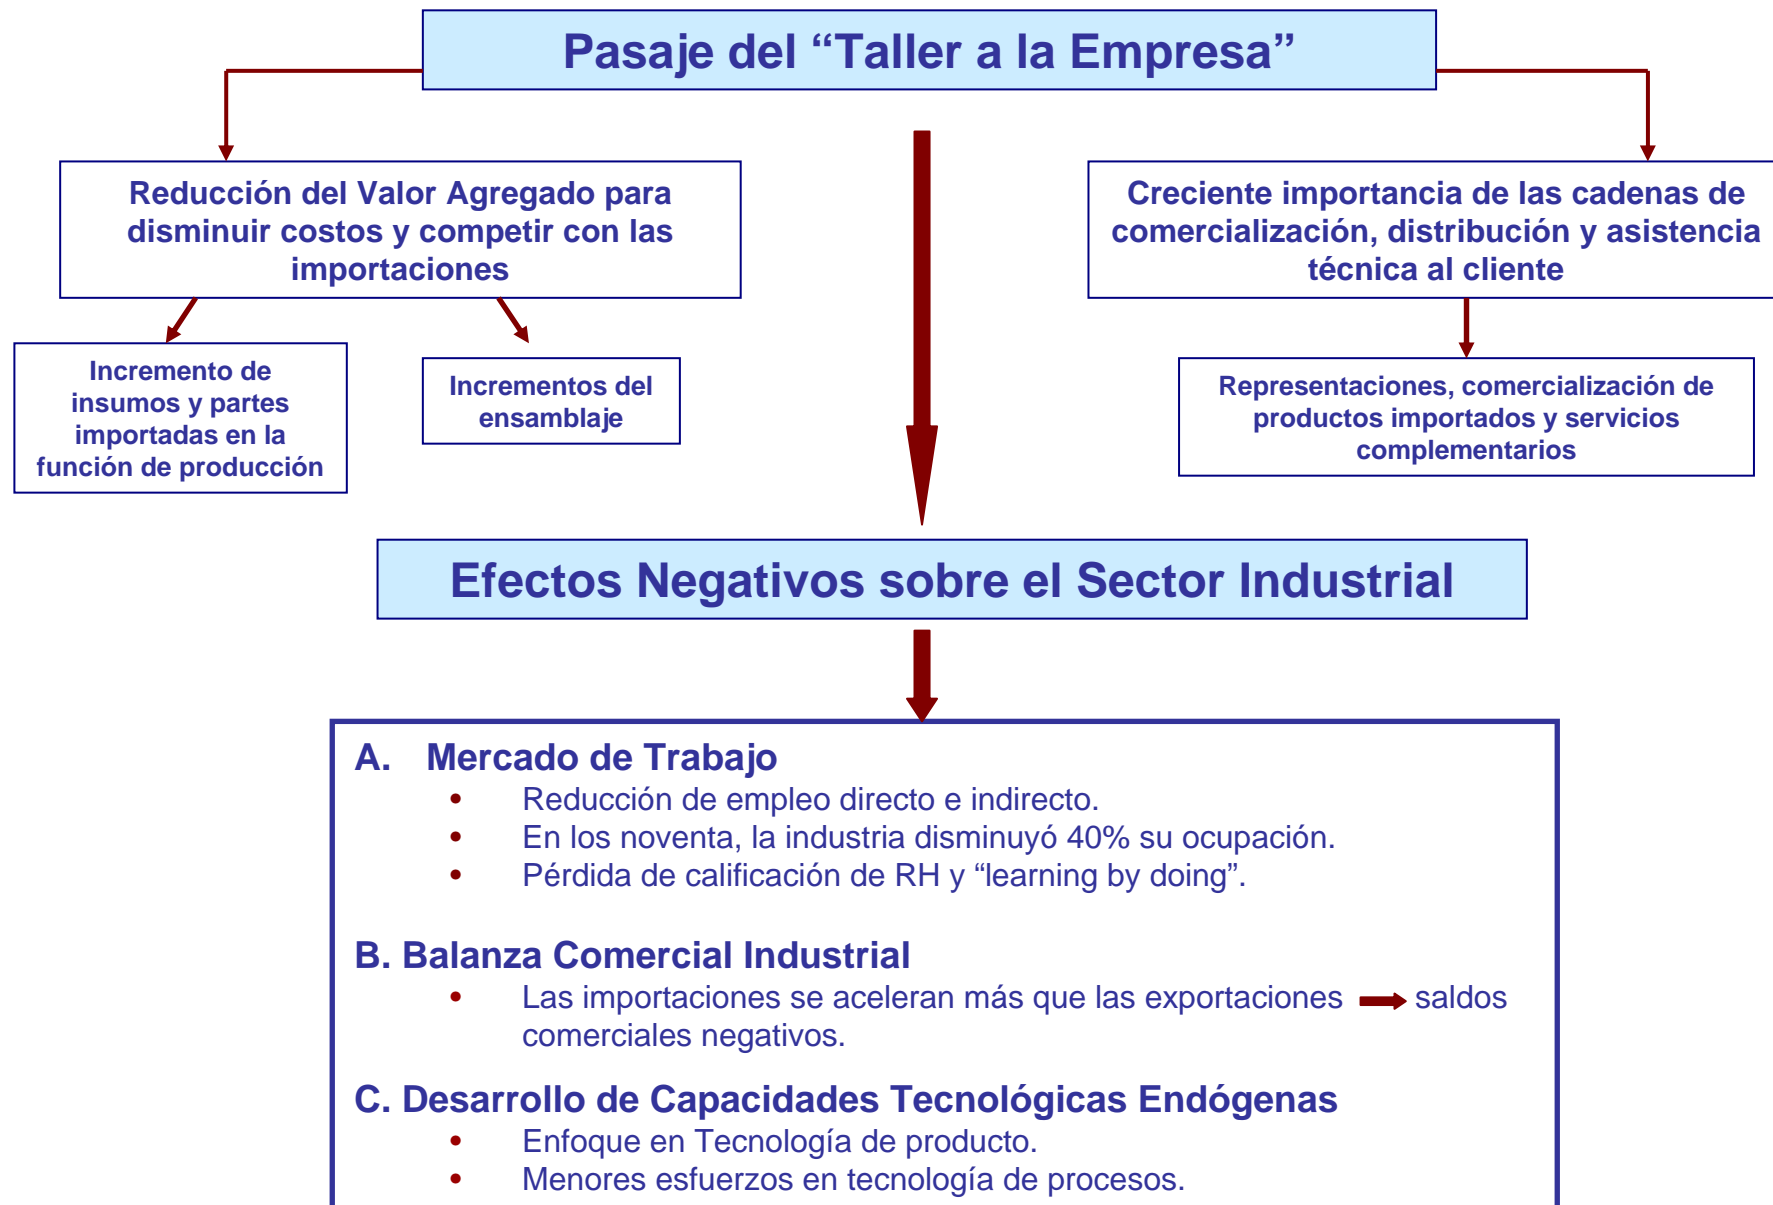 Pasaje del “Taller a la Empresa”
Reducción del Valor Agregado para
disminuir costos y competir con las
importaciones
Creciente importancia de las cadenas de
comercialización, distribución y asistencia
técnica al cliente
Incremento de
insumos y partes
importadas en la
función de producción
Incrementos del
ensamblaje
Representaciones, comercialización de
productos importados y servicios
complementarios
Efectos Negativos sobre el Sector Industrial
A. Mercado de Trabajo
• Reducción de empleo directo e indirecto.
• En los noventa, la industria disminuyó 40% su ocupación.
• Pérdida de calificación de RH y “learning by doing”.
B. Balanza Comercial Industrial
• Las importaciones se aceleran más que las exportaciones → saldos
comerciales negativos.
C. Desarrollo de Capacidades Tecnológicas Endógenas
• Enfoque en Tecnología de producto.
• Menores esfuerzos en tecnología de procesos.